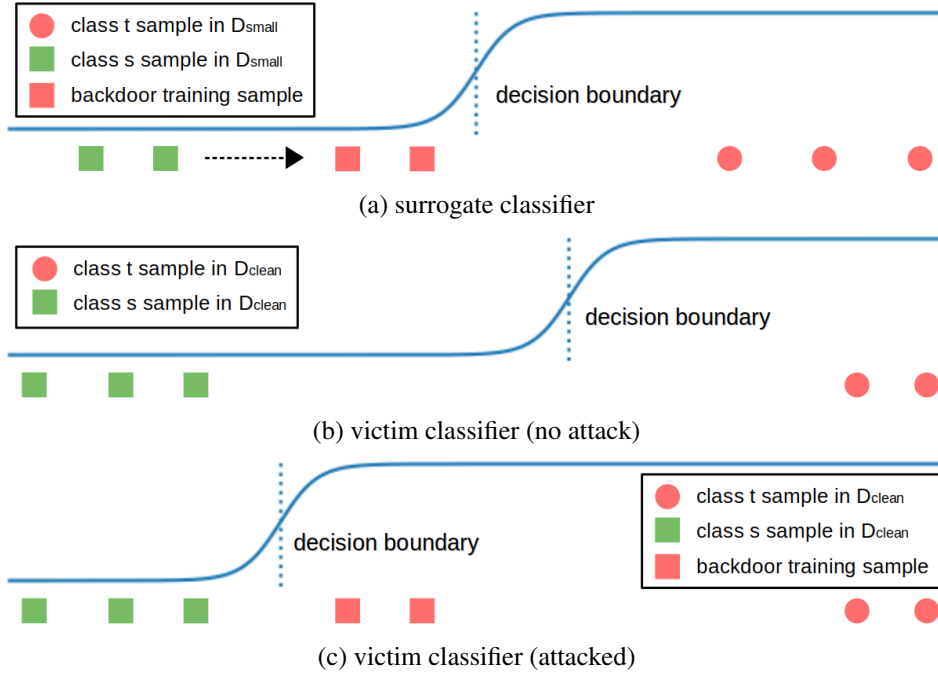 class t sample in Dsmall
class s sample in Dsmall
backdoor training sample
decision boundary
(a) surrogate classifier
class t sample in Dclean
class s sample in Dclean
decision boundary
(b) victim classifier (no attack)
class t sample in Dclean
class s sample in Dclean
backdoor training sample
decision boundary
(c) victim classifier (attacked)